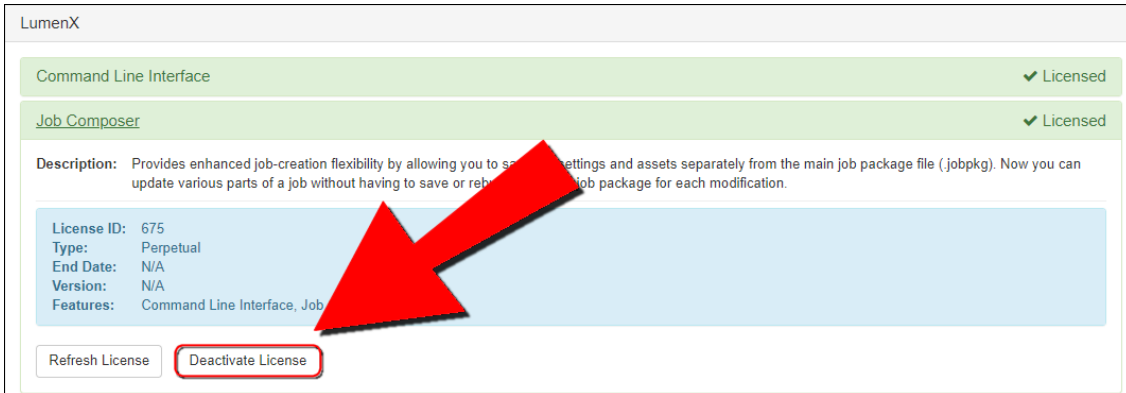 LumenX
Command Line Interface ✔ Licensed
Job Composer ✔ Licensed
Description: Provides enhanced job-creation flexibility by allowing you to settings and assets separately from the main job package file (.jobpkg). Now you can
update various parts of a job without having to save or job package for each modification.
License ID: 675
Type: Perpetual
End Date: N/A
Version: N/A
Features: Command Line Interface, Job
Refresh License Deactivate License